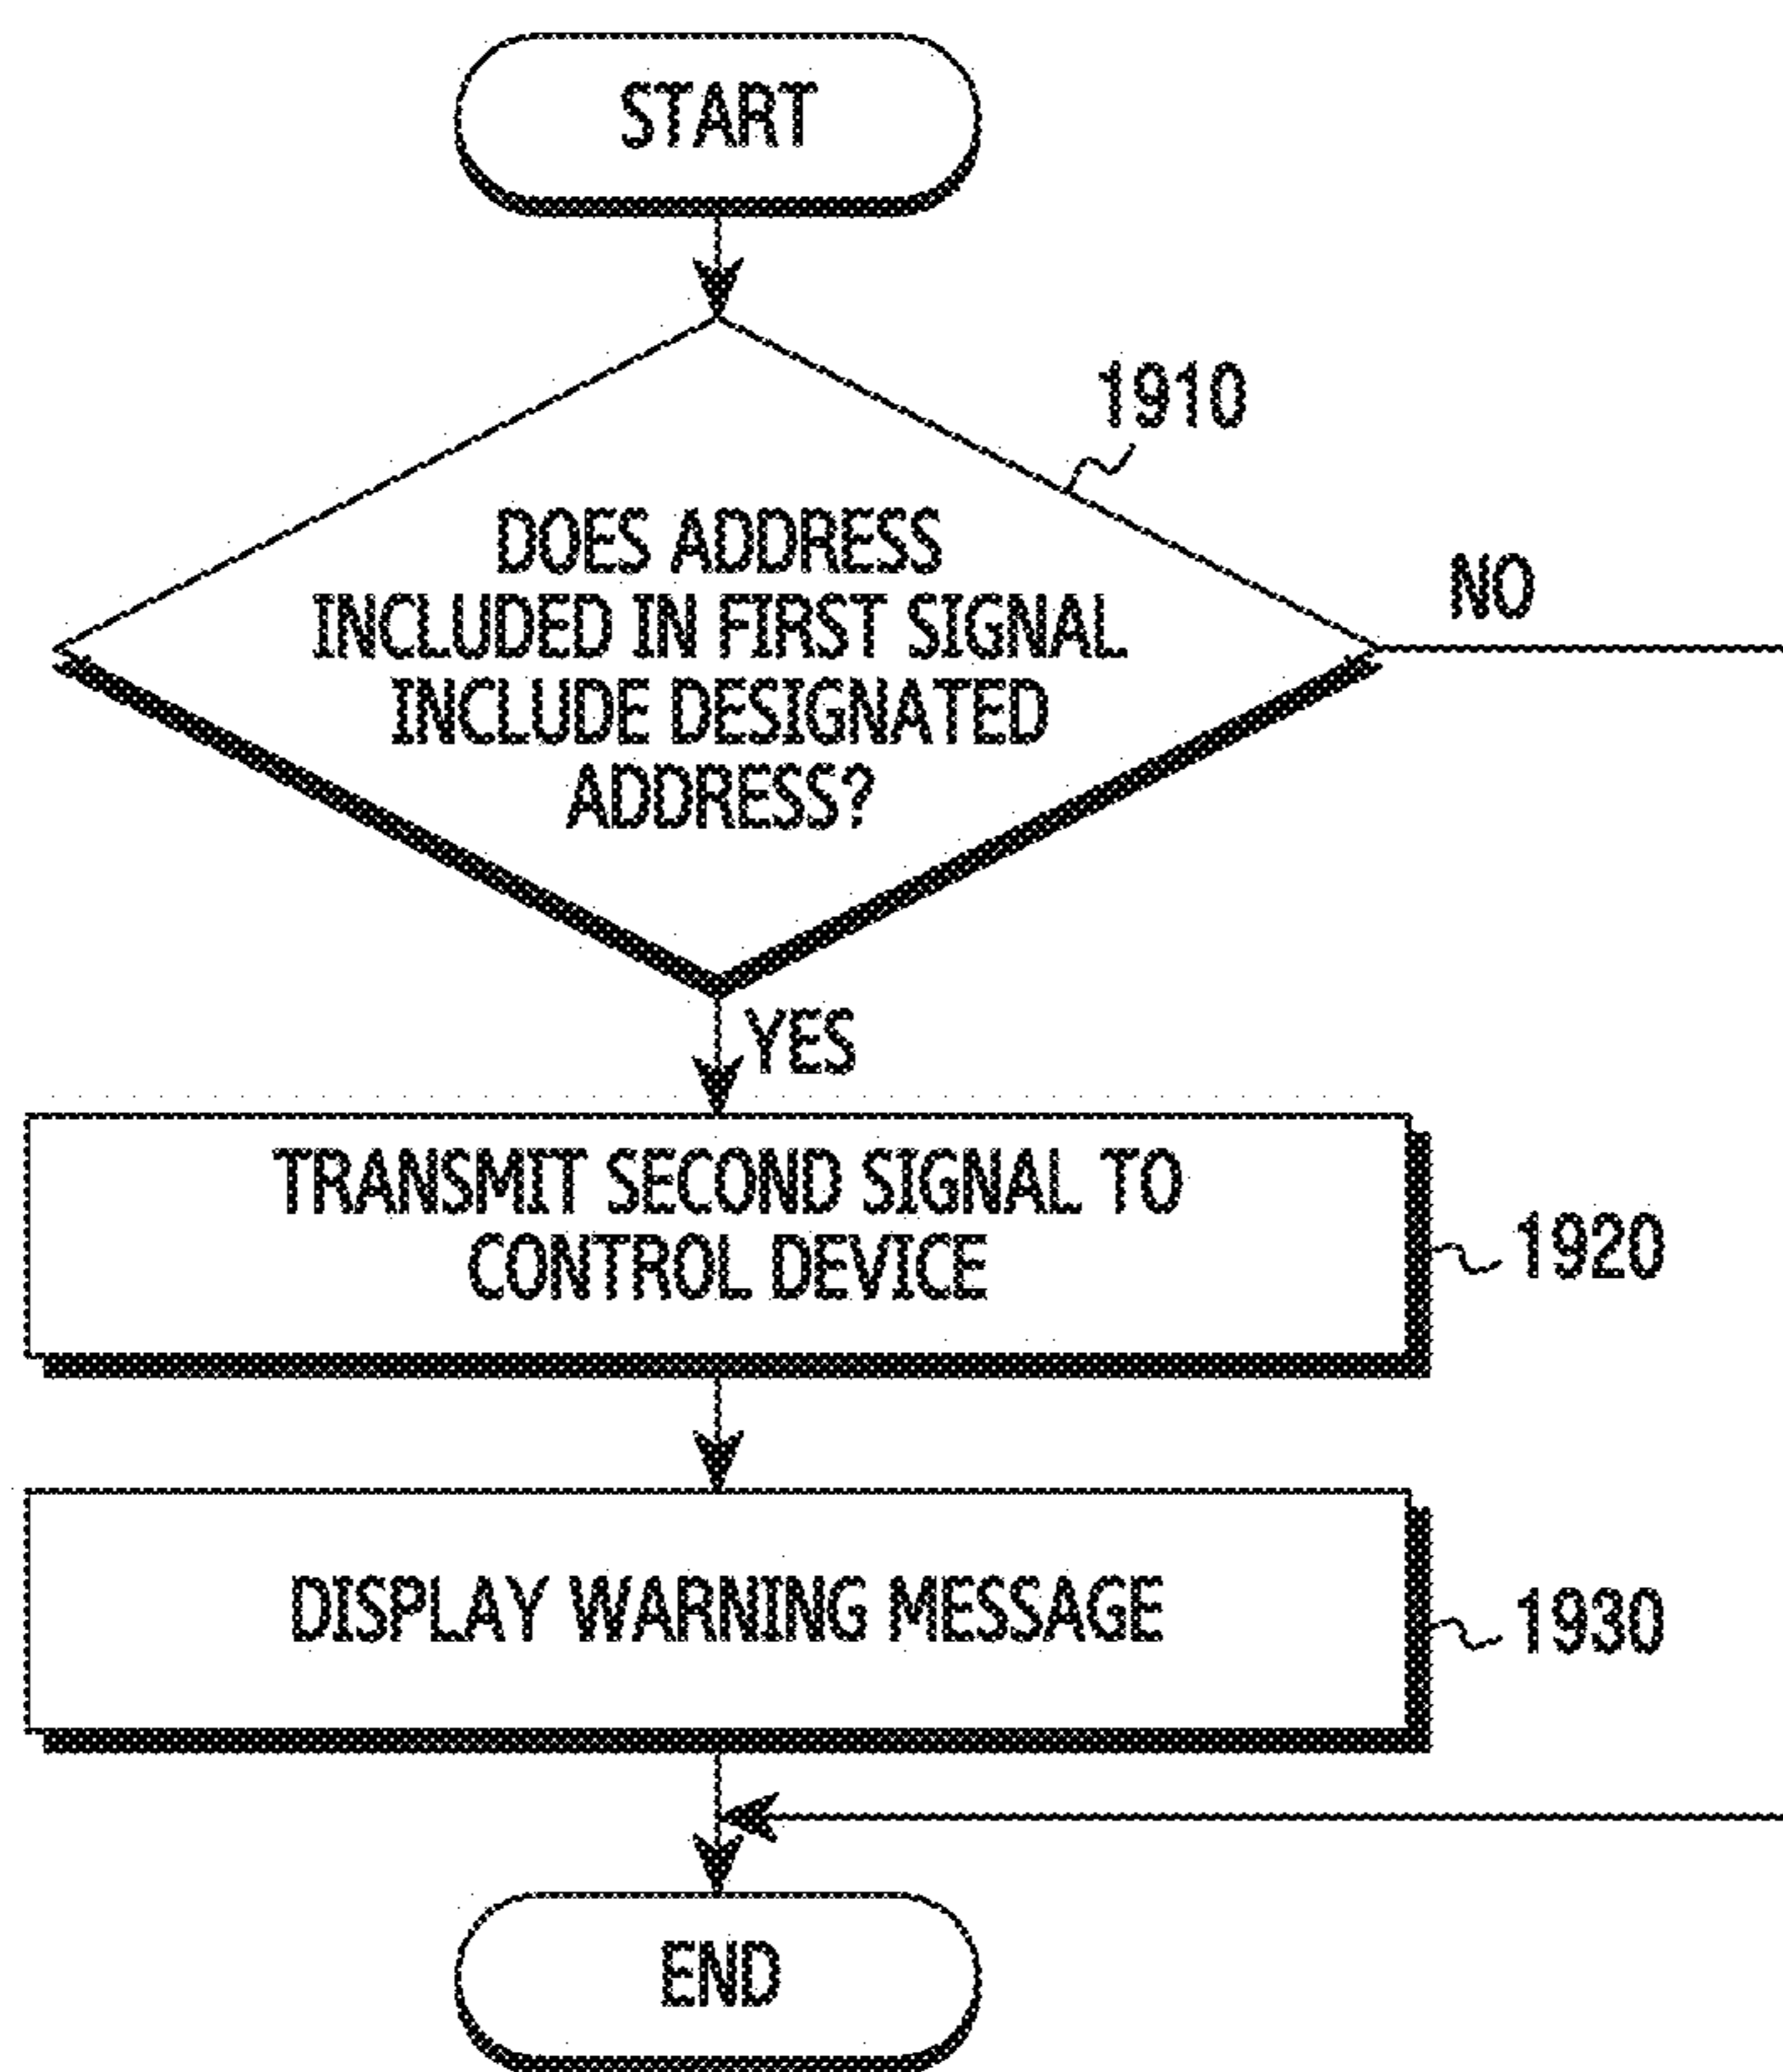 START
1910
DOES ADDRESS
INCLUDED IN FIRST SIGNAL
INCLUDE DESIGNATED
ADDRESS?
NO
YES
TRANSMIT SECOND SIGNAL TO
CONTROL DEVICE
1920
DISPLAY WARNING MESSAGE
1930
END